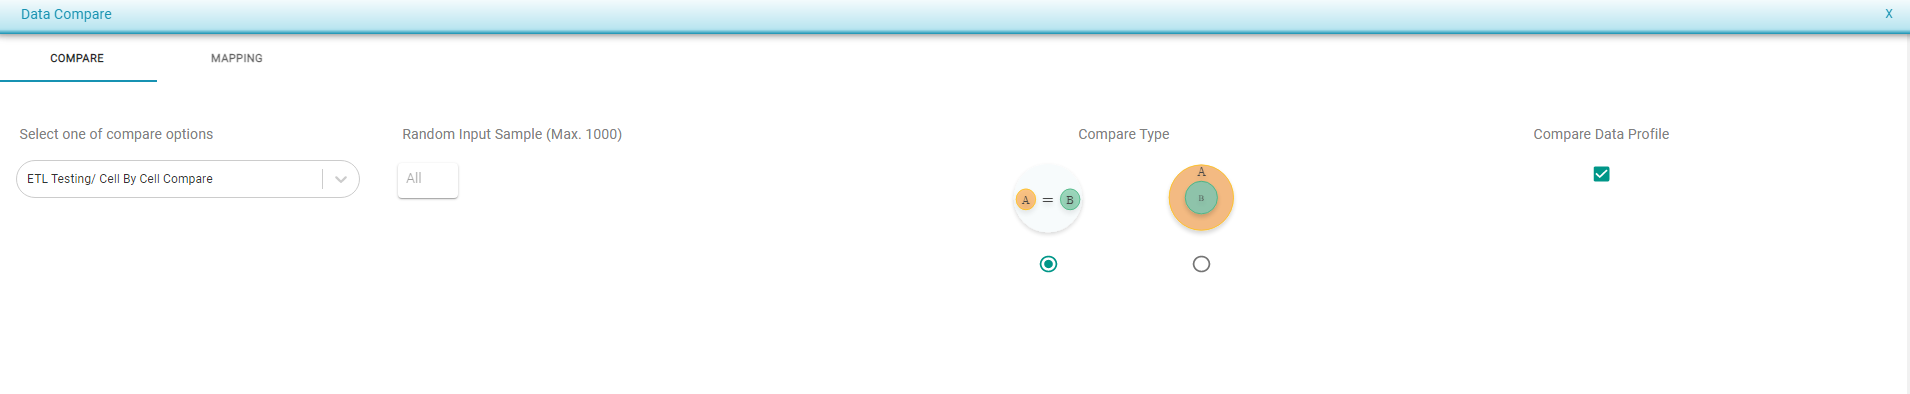 Data Compare
X
COMPARE
MAPPING
Select one of compare options
Random Input Sample (Max. 1000)
Compare Type
Compare Data Profile
ETL Testing/ Cell By Cell Compare
All
A = B
A
B